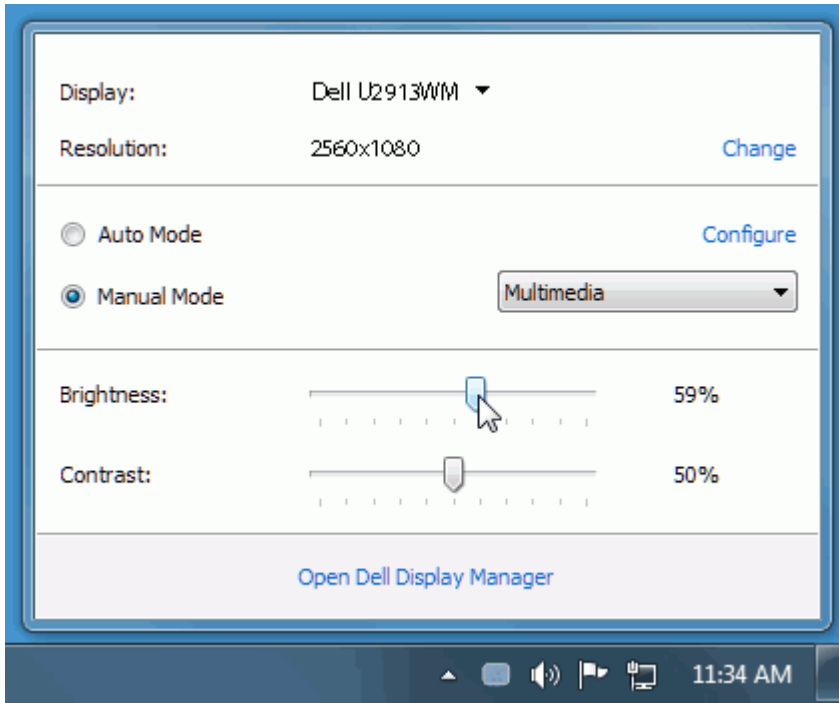 Display: Dell U2913WM
Resolution: 2560x1080 Change
Auto Mode Configure
Manual Mode Multimedia
Brightness: 59%
Contrast: 50%
Open Dell Display Manager
11:34 AM